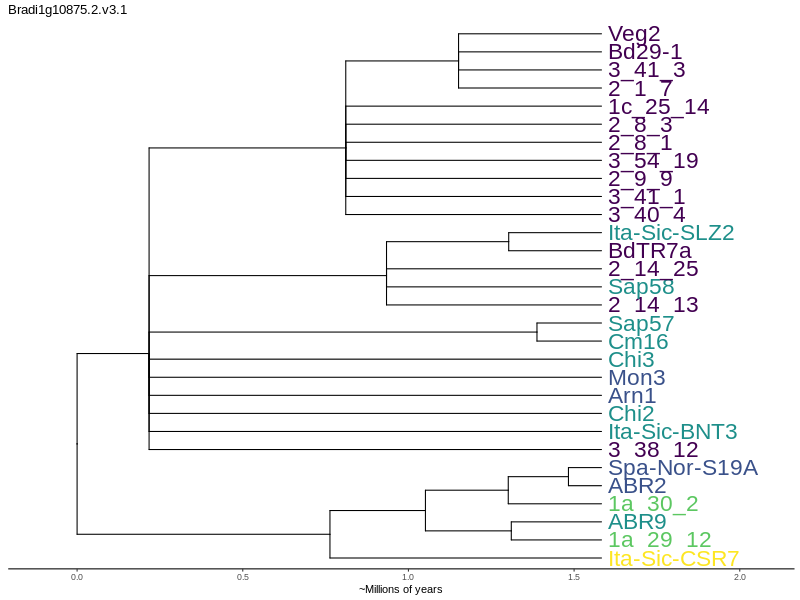 Bradi1g10875.2.v3.1
Veg2
Bd29-1
3_41_3
2_1_7
1c_25_14
2_8_3
2_8_1
3_54_19
2_9_9
3_41_1
3_40_4
Ita-Sic-SLZ2
BdTR7a
2_14_25
Sap58
2_14_13
Sap57
Cm16
Chi3
Mon3
Arn1
Chi2
Ita-Sic-BNT3
3_38_12
Spa-Nor-S19A
ABR2
1a_30_2
ABR9
1a_29_12
Ita-Sic-CSR7
0.0 0.5 1.0 1.5 2.0
~Millions of years